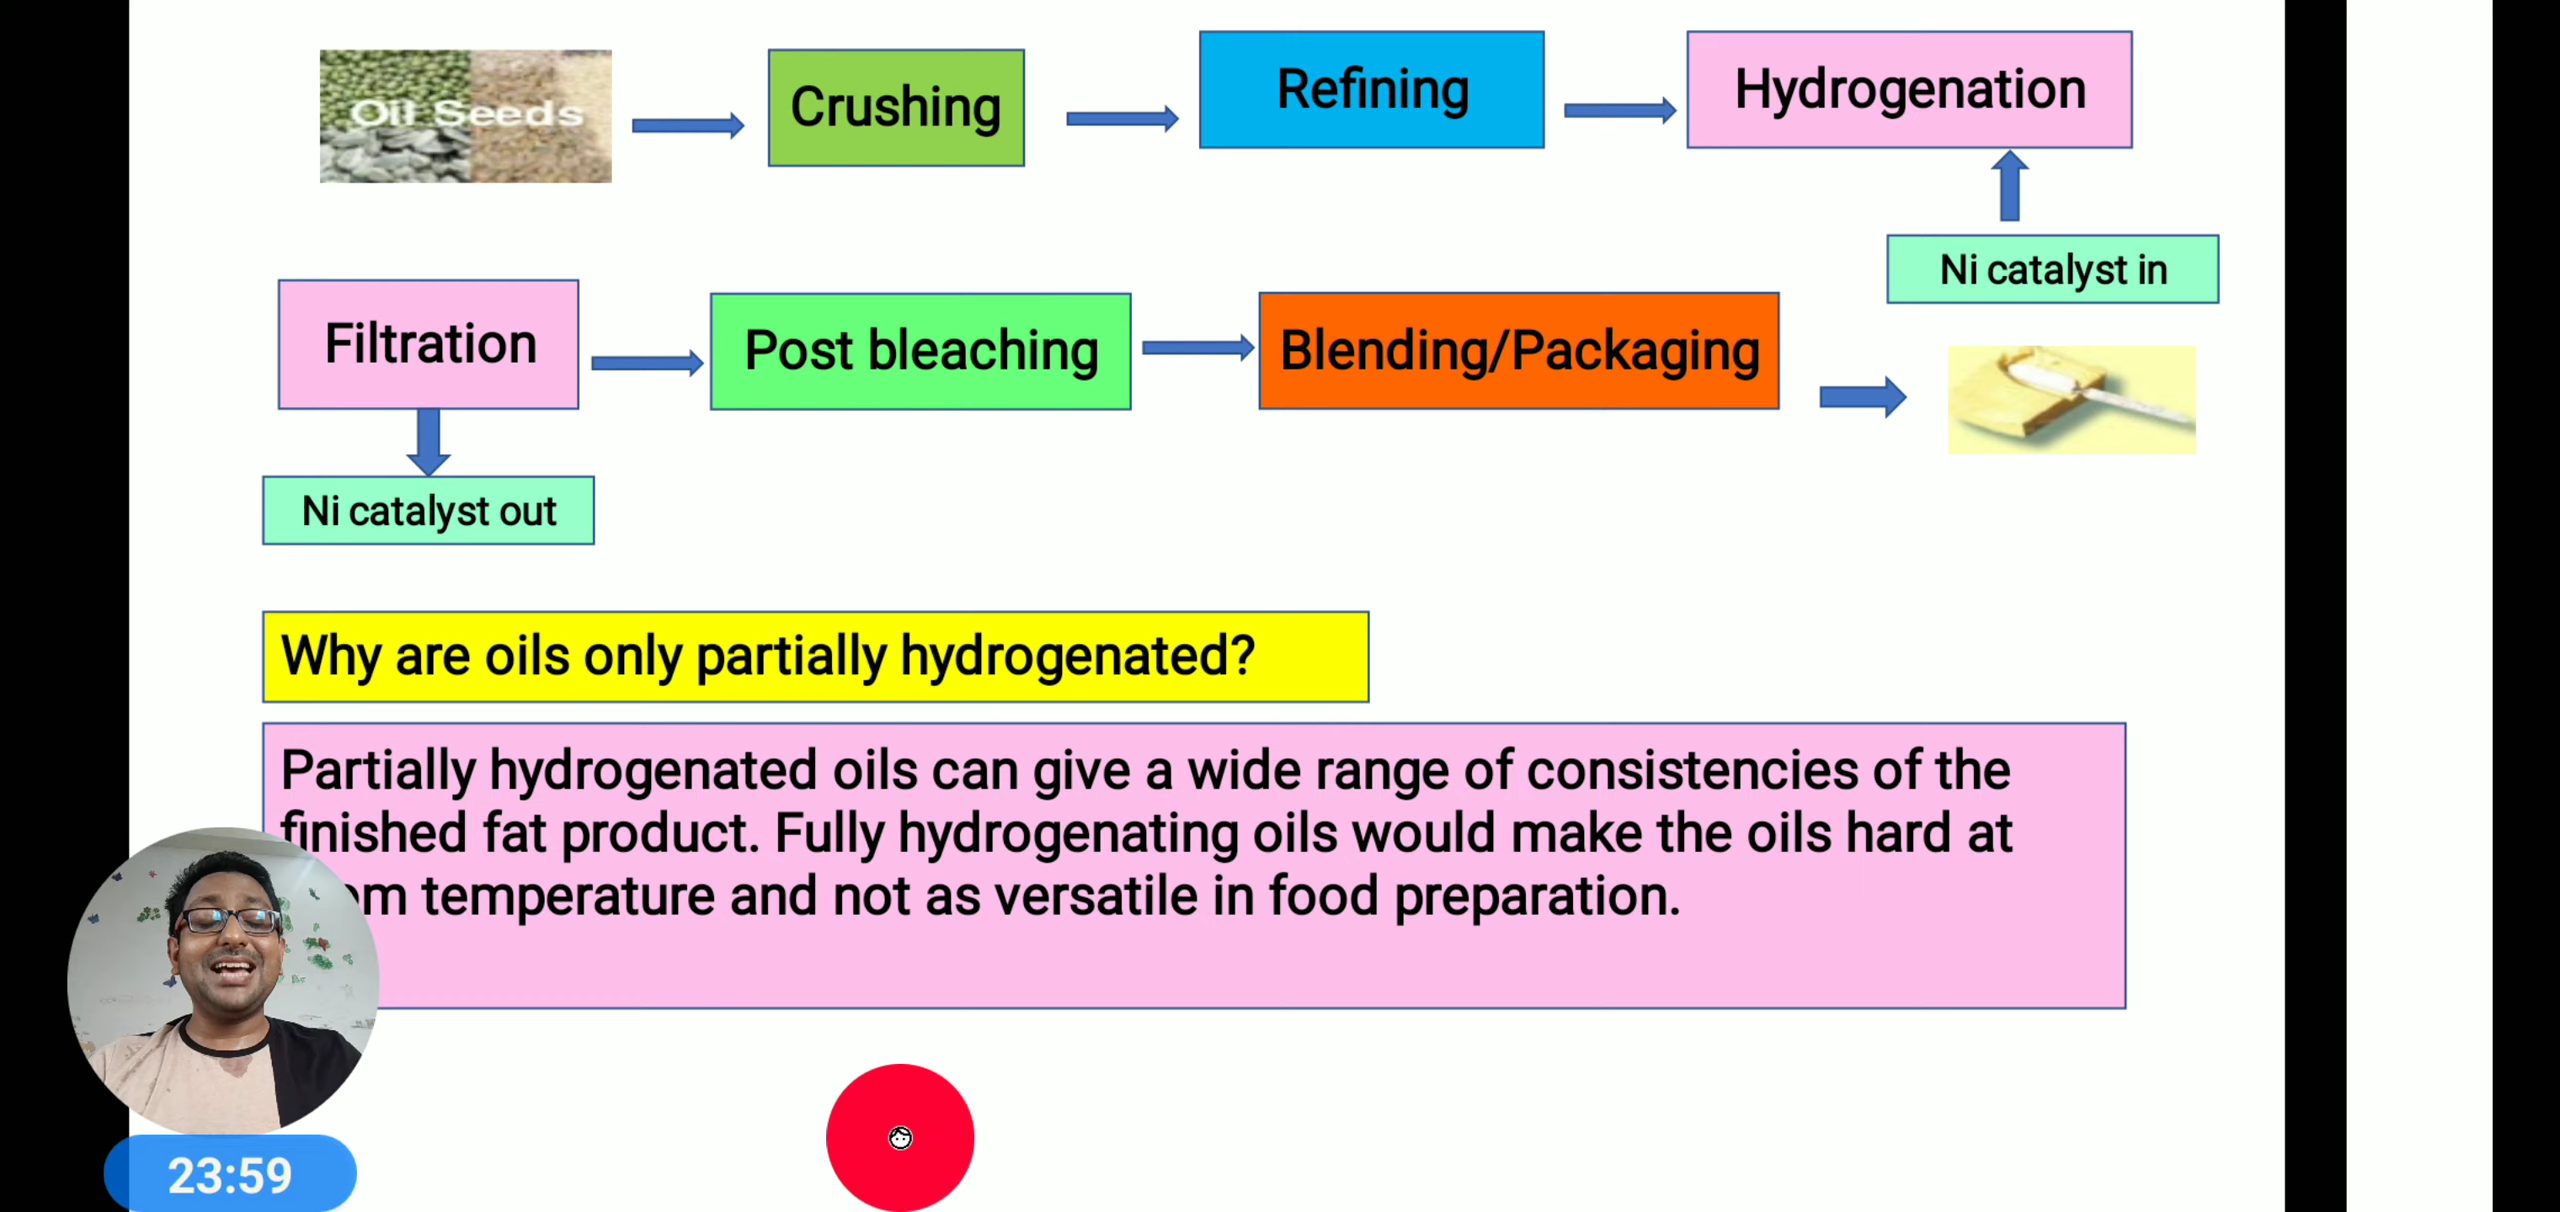 Oil Seeds
Crushing
Refining
Hydrogenation
Ni catalyst in
Filtration
Post bleaching
Blending/Packaging
Ni catalyst out
Why are oils only partially hydrogenated?
Partially hydrogenated oils can give a wide range of consistencies of the
finished fat product. Fully hydrogenating oils would make the oils hard at
om temperature and not as versatile in food preparation.
23:59